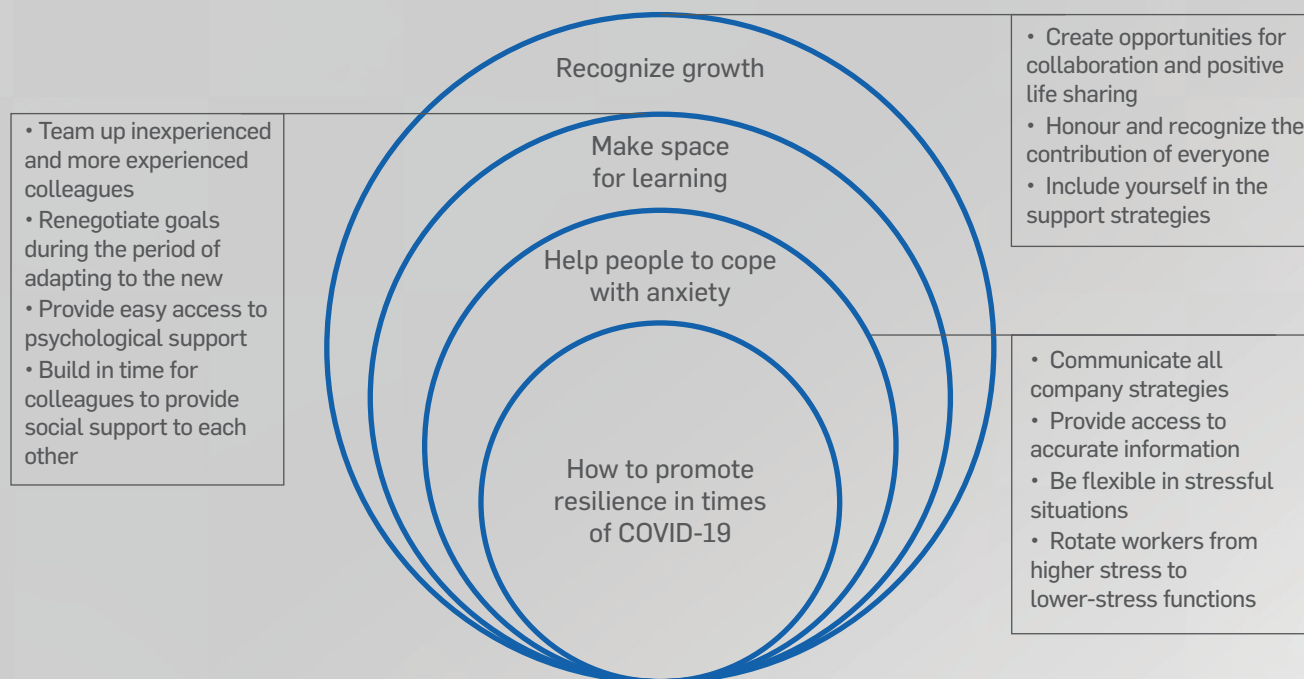 Recognize growth
Make space
for learning
Help people to cope
with anxiety
How to promote
resilience in times
of COVID-19
• Team up inexperienced
and more experienced
colleagues
• Renegotiate goals
during the period of
adapting to the new
• Provide easy access to
psychological support
• Build in time for
colleagues to provide
social support to each
other
• Create opportunities for
collaboration and positive
life sharing
• Honour and recognize the
contribution of everyone
• Include yourself in the
support strategies
• Communicate all
company strategies
• Provide access to
accurate information
• Be flexible in stressful
situations
• Rotate workers from
higher stress to
lower-stress functions